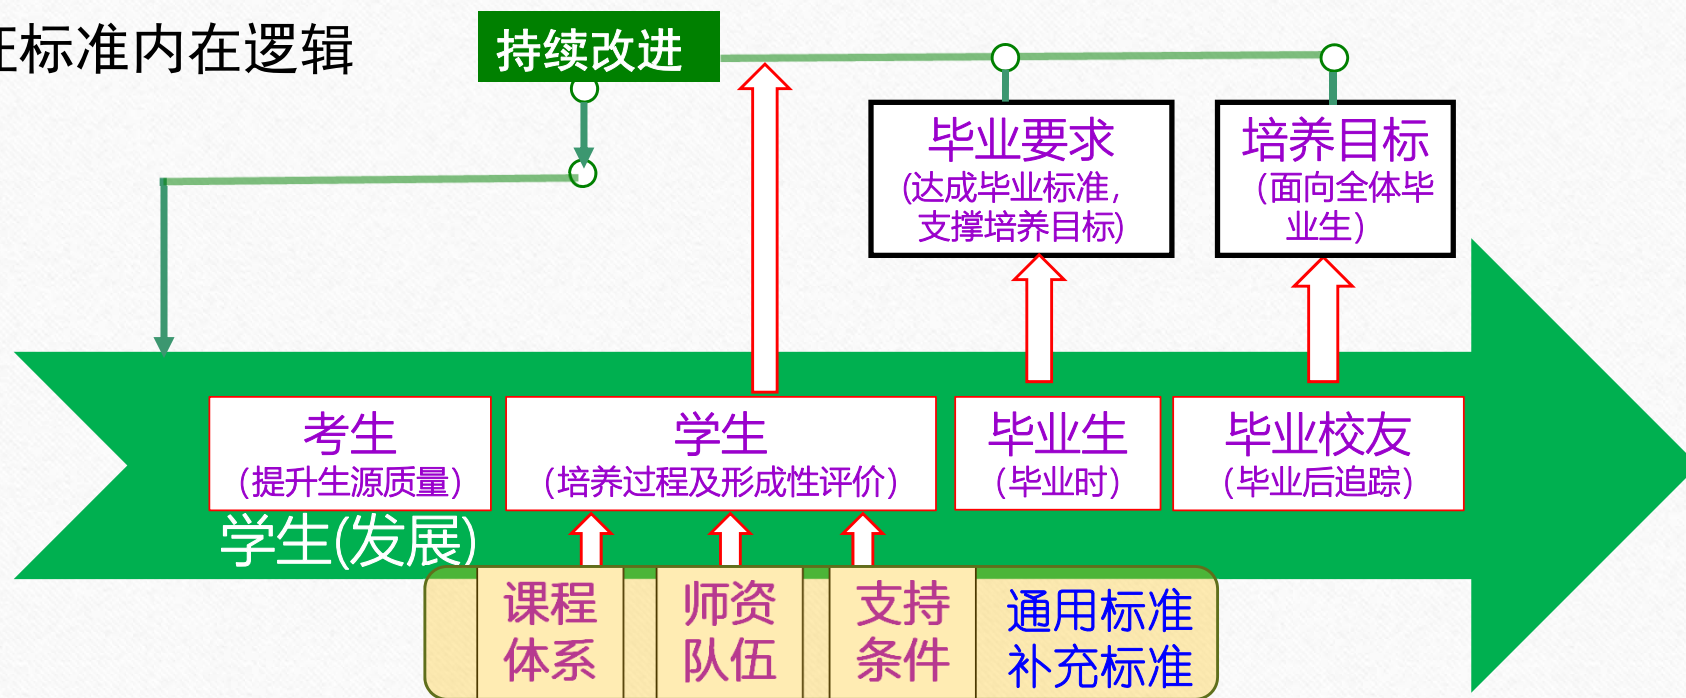 标准内在逻辑
持续改进
毕业要求
(达成毕业标准,
支撑培养目标)
培养目标
(面向全体毕
业生)
考生
(提升生源质量)
学生
(培养过程及形成性评价)
毕业生
(毕业时)
毕业校友
(毕业后追踪)
学生(发展)
课程
体系
师资
队伍
支持
条件
通用标准
补充标准